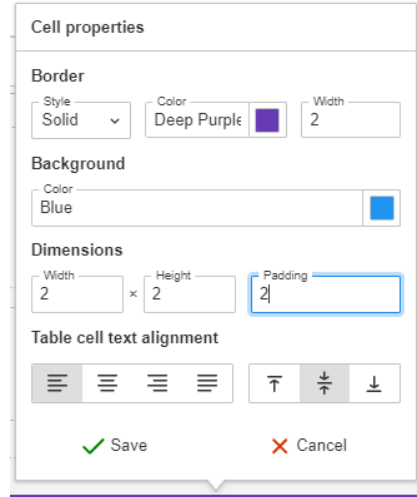 Cell properties
Border
Style Color Width
Solid Deep Purple 2
Background
Color
Blue
Dimensions
Width Height Padding
2 × 2 2
Table cell text alignment
Save Cancel